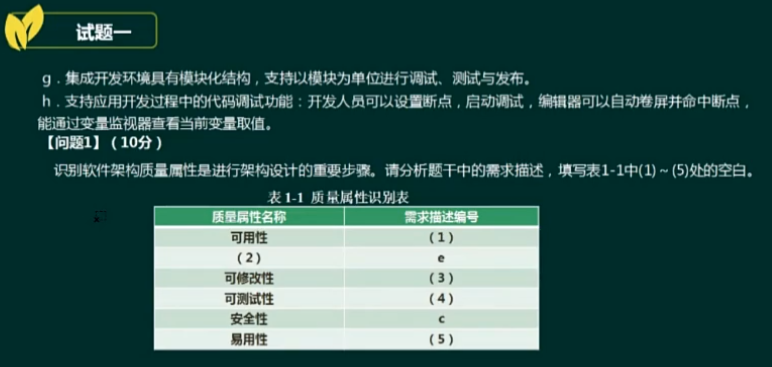 试题一
g．集成开发环境具有模块化结构，支持以模块为单位进行调试、测试与发布。
h．支持应用开发过程中的代码调试功能：开发人员可以设置断点，启动调试，编辑器可以自动卷屏并命中断点，
能通过变量监视器查看当前变量取值。
【问题1】(10分)
识别软件架构质量属性是进行架构设计的重要步骤。请分析题干中的需求描述，填写表1-1中(1)~(5)处的空白。
表 1-1 质量属性识别表
质量属性名称 需求描述编号
可用性 (1)
(2) e
可修改性 (3)
可测试性 (4)
安全性 c
易用性 (5)